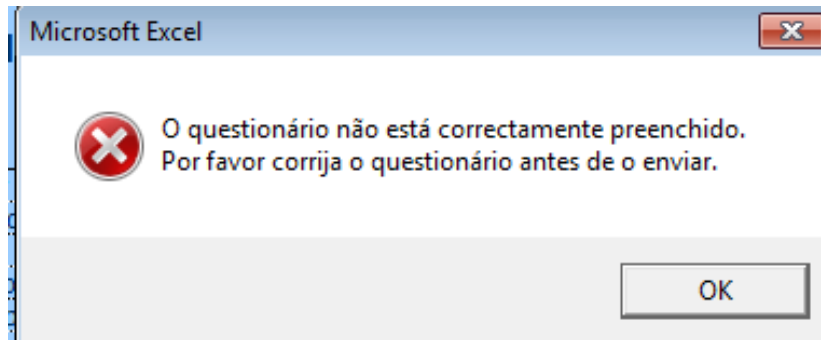 Microsoft Excel
O questionário não está correctamente preenchido.
Por favor corrija o questionário antes de o enviar.
OK